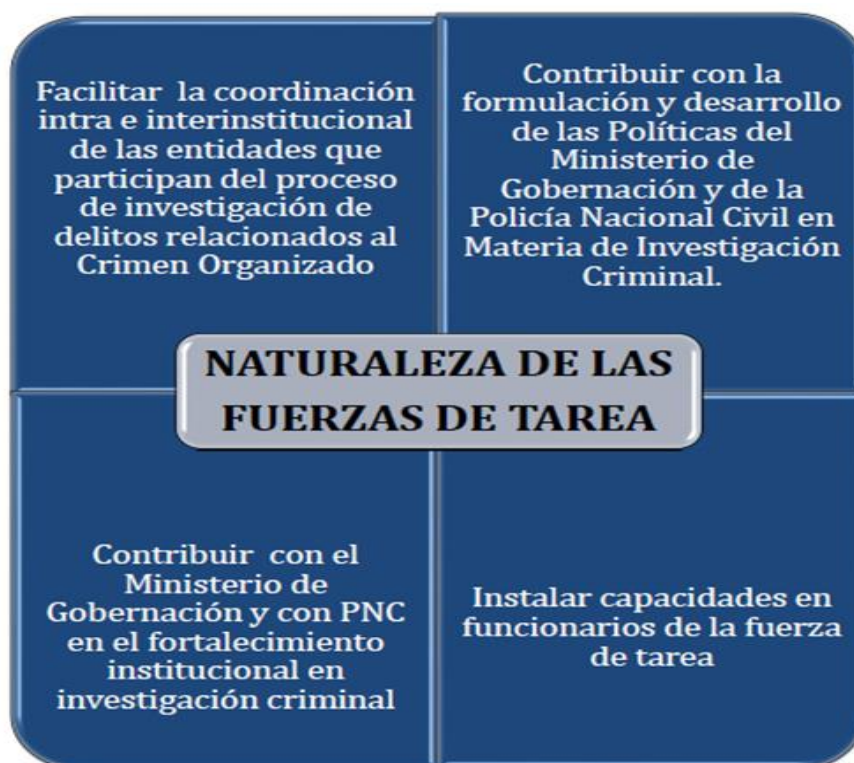 Facilitar la coordinación
intra e interinstitucional
de las entidades que
participan del proceso
de investigación de
delitos relacionados al
Crimen Organizado
Contribuir con la
formulación y desarrollo
de las Políticas del
Ministerio de
Gobernación y de la
Policía Nacional Civil en
Materia de Investigación
Criminal.
NATURALEZA DE LAS
FUERZAS DE TAREA
Contribuir con el
Ministerio de
Gobernación y con PNC
en el fortalecimiento
institucional en
investigación criminal
Instalar capacidades en
funcionarios de la fuerza
de tarea